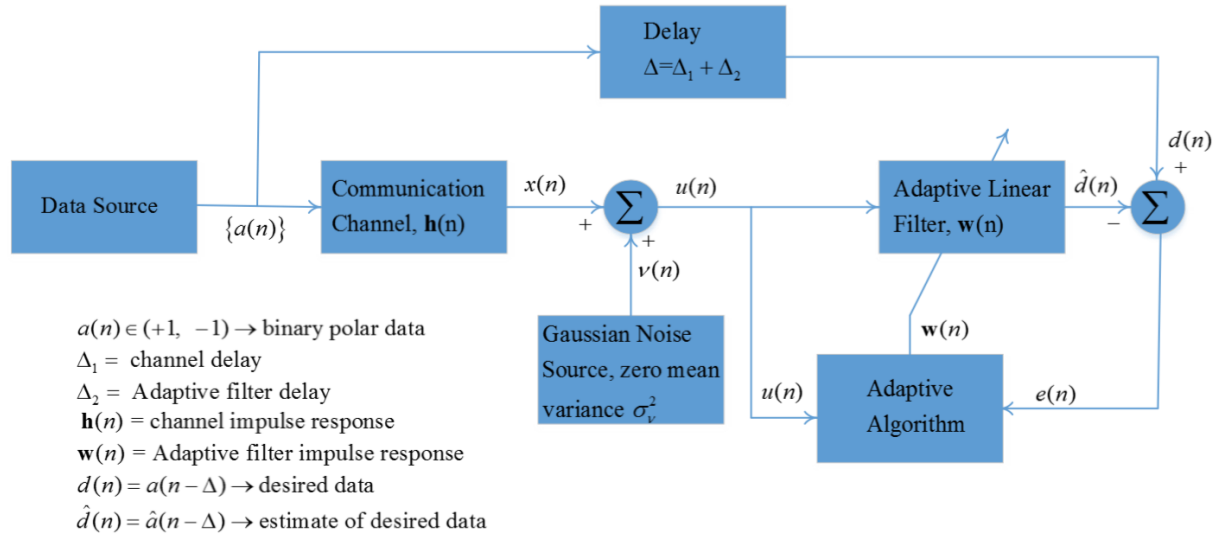 Delay
Δ=Δ₁ + Δ₂
d(n)
+
Data Source
{a(n)}
Communication
Channel, h(n)
x(n)
+
Σ
+
u(n)
ν(n)
Adaptive Linear
Filter, w(n)
d̂(n)
−
Σ
Gaussian Noise
Source, zero mean
variance σ_ν²
u(n)
w(n)
Adaptive
Algorithm
e(n)
a(n) ∈ (+1, −1) → binary polar data
Δ₁ = channel delay
Δ₂ = Adaptive filter delay
h(n) = channel impulse response
w(n) = Adaptive filter impulse response
d(n) = a(n − Δ) → desired data
d̂(n) = â(n − Δ) → estimate of desired data